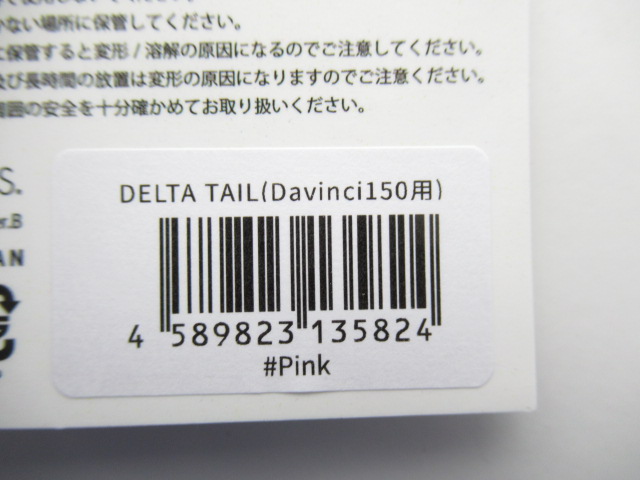 ない場所に保管してください。
に保管すると変形/溶解の原因になるのでご注意してください。
及び長時間の放置は変形の原因になりますのでご注意ください。
囲の安全を十分確かめてお取り扱いください。
S.
er.B
AN
DELTA TAIL(Davinci150用)
4 589823 135824
#Pink